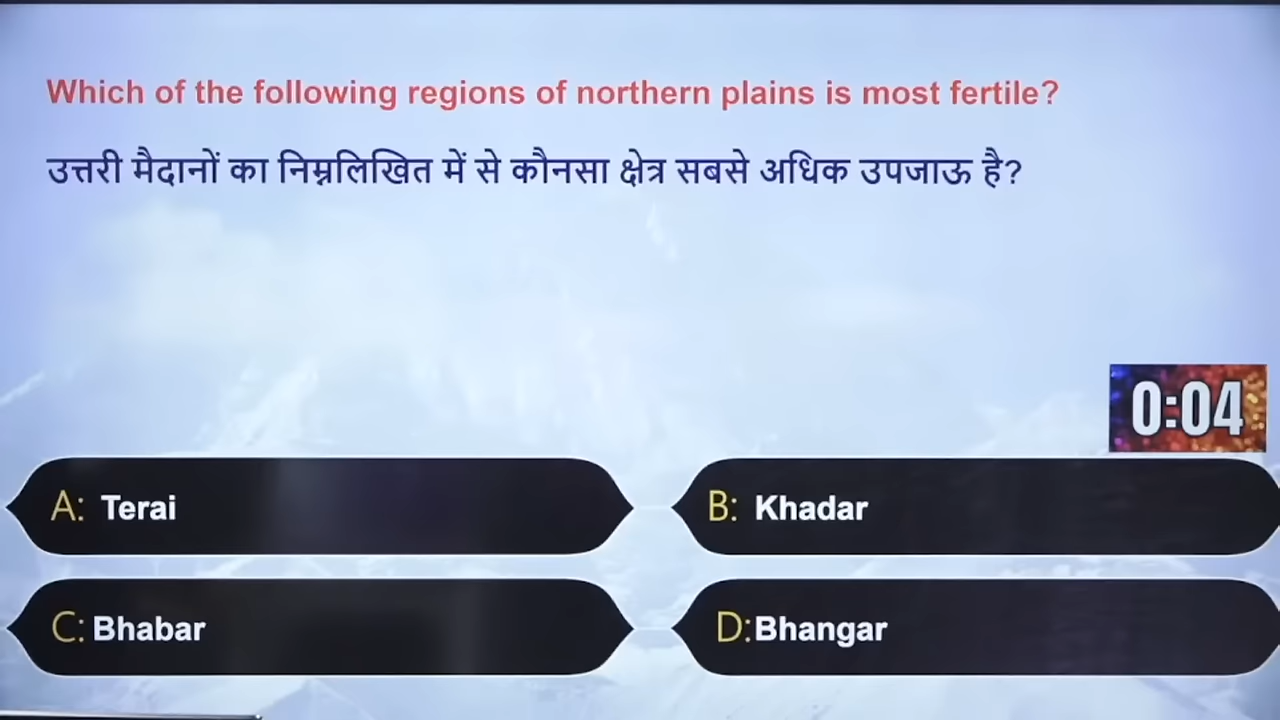 Which of the following regions of northern plains is most fertile?
उत्तरी मैदानों का निम्नलिखित में से कौनसा क्षेत्र सबसे अधिक उपजाऊ है?
0:04
A: Terai
B: Khadar
C: Bhabar
D: Bhangar